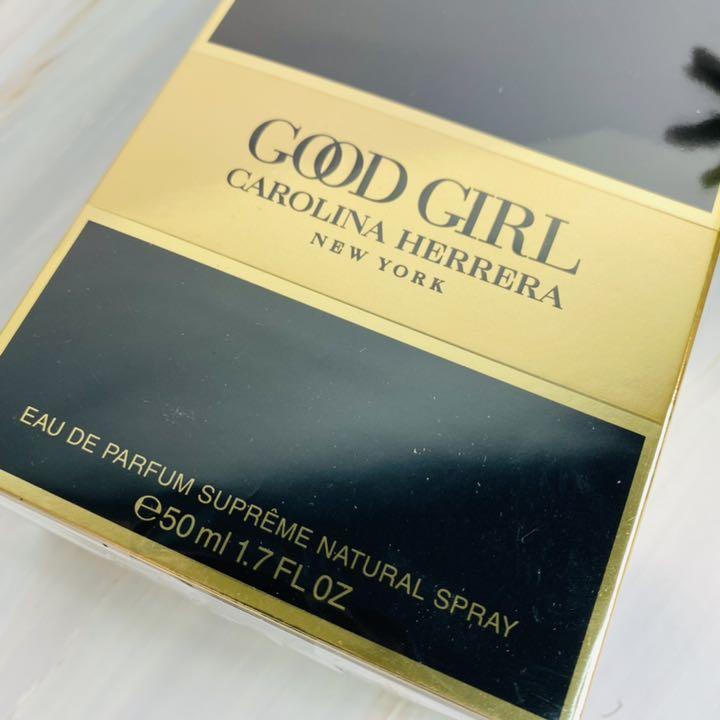 GOOD GIRL
CAROLINA HERRERA
NEW YORK
EAU DE PARFUM SUPRÊME NATURAL SPRAY
℮50 ml 1.7 FL OZ